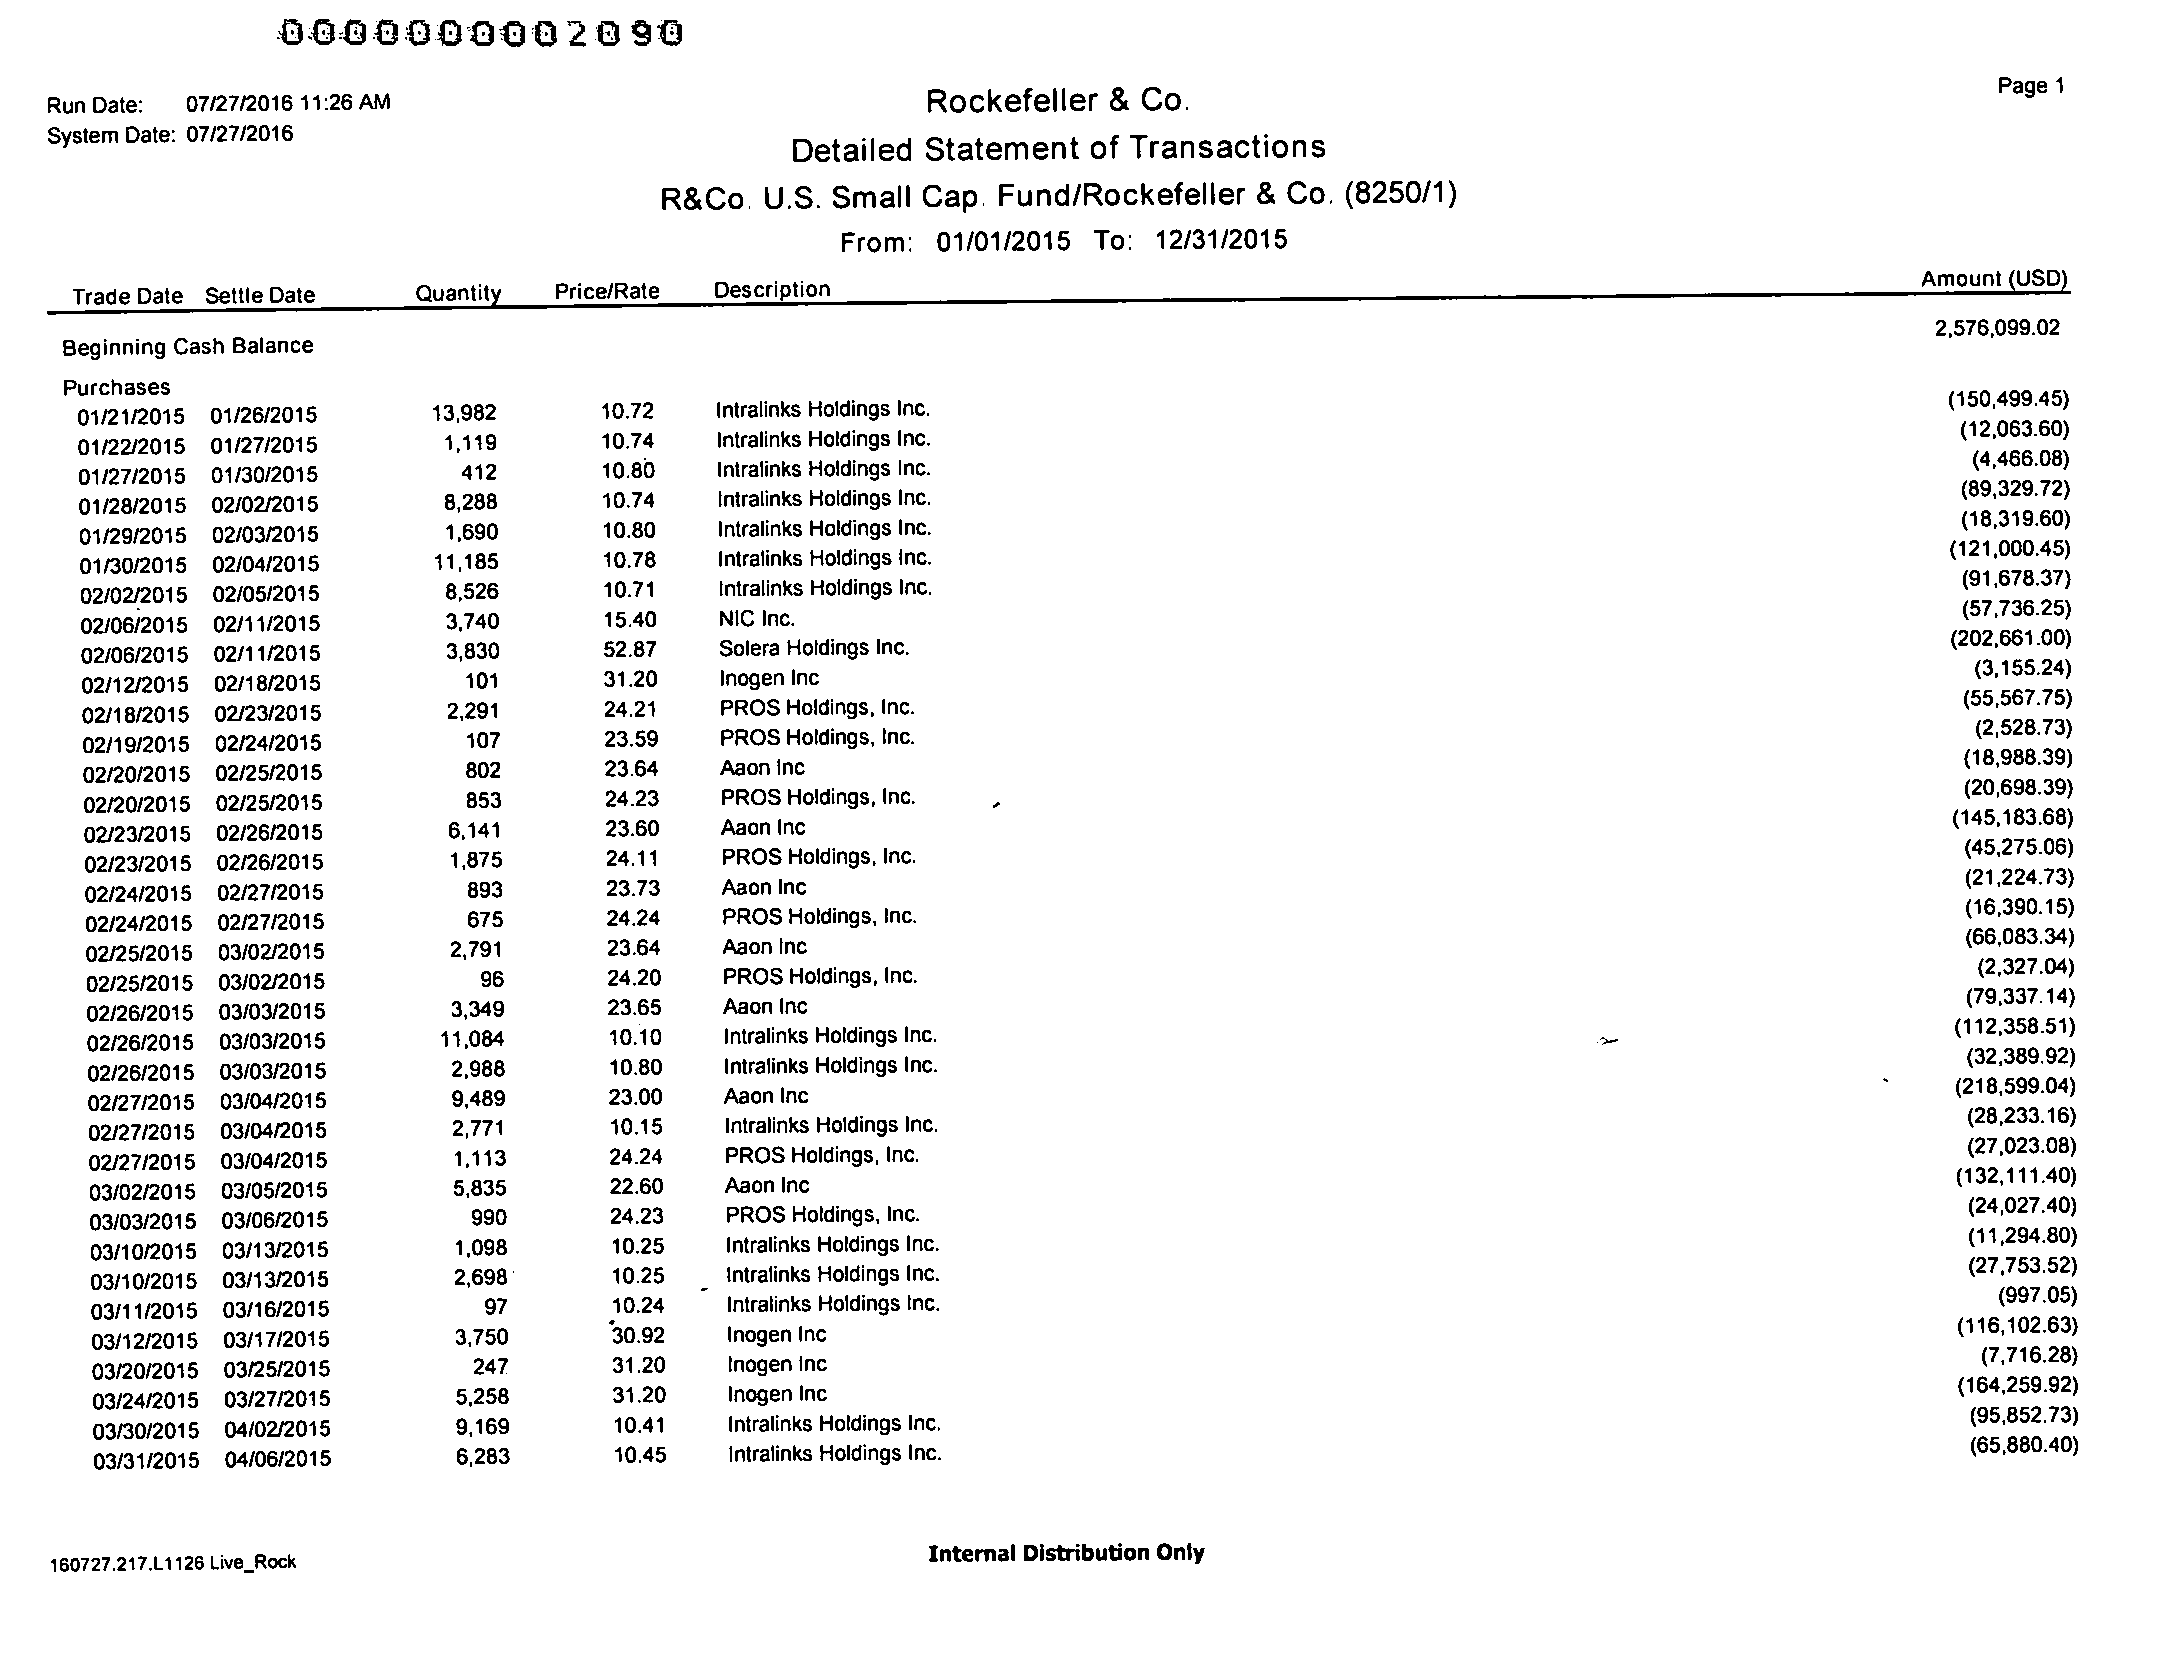 000000002090
Page 1
Run Date: 07/27/2016 11:26 AM
System Date: 07/27/2016
Rockefeller & Co.
Detailed Statement of Transactions
R&Co. U.S. Small Cap. Fund/Rockefeller & Co. (8250/1)
From: 01/01/2015 To: 12/31/2015
Trade Date Settle Date Quantity Price/Rate Description Amount (USD)
Beginning Cash Balance 2,576,099.02
Purchases
01/21/2015 01/26/2015 13,982 10.72 Intralinks Holdings Inc. (150,499.45)
01/22/2015 01/27/2015 1,119 10.74 Intralinks Holdings Inc. (12,063.60)
01/27/2015 01/30/2015 412 10.80 Intralinks Holdings Inc. (4,466.08)
01/28/2015 02/02/2015 8,288 10.74 Intralinks Holdings Inc. (89,329.72)
01/29/2015 02/03/2015 1,690 10.80 Intralinks Holdings Inc. (18,319.60)
01/30/2015 02/04/2015 11,185 10.78 Intralinks Holdings Inc. (121,000.45)
02/02/2015 02/05/2015 8,526 10.71 Intralinks Holdings Inc. (91,678.37)
02/06/2015 02/11/2015 3,740 15.40 NIC Inc. (57,736.25)
02/06/2015 02/11/2015 3,830 52.87 Solera Holdings Inc. (202,661.00)
02/12/2015 02/18/2015 101 31.20 Inogen Inc (3,155.24)
02/18/2015 02/23/2015 2,291 24.21 PROS Holdings, Inc. (55,567.75)
02/19/2015 02/24/2015 107 23.59 PROS Holdings, Inc. (2,528.73)
02/20/2015 02/25/2015 802 23.64 Aaon Inc (18,988.39)
02/20/2015 02/25/2015 853 24.23 PROS Holdings, Inc. (20,698.39)
02/23/2015 02/26/2015 6,141 23.60 Aaon Inc (145,183.68)
02/23/2015 02/26/2015 1,875 24.11 PROS Holdings, Inc. (45,275.06)
02/24/2015 02/27/2015 893 23.73 Aaon Inc (21,224.73)
02/24/2015 02/27/2015 675 24.24 PROS Holdings, Inc. (16,390.15)
02/25/2015 03/02/2015 2,791 23.64 Aaon Inc (66,083.34)
02/25/2015 03/02/2015 96 24.20 PROS Holdings, Inc. (2,327.04)
02/26/2015 03/03/2015 3,349 23.65 Aaon Inc (79,337.14)
02/26/2015 03/03/2015 11,084 10.10 Intralinks Holdings Inc. (112,358.51)
02/26/2015 03/03/2015 2,988 10.80 Intralinks Holdings Inc. (32,389.92)
02/27/2015 03/04/2015 9,489 23.00 Aaon Inc (218,599.04)
02/27/2015 03/04/2015 2,771 10.15 Intralinks Holdings Inc. (28,233.16)
02/27/2015 03/04/2015 1,113 24.24 PROS Holdings, Inc. (27,023.08)
03/02/2015 03/05/2015 5,835 22.60 Aaon Inc (132,111.40)
03/03/2015 03/06/2015 990 24.23 PROS Holdings, Inc. (24,027.40)
03/10/2015 03/13/2015 1,098 10.25 Intralinks Holdings Inc. (11,294.80)
03/10/2015 03/13/2015 2,698 10.25 Intralinks Holdings Inc. (27,753.52)
03/11/2015 03/16/2015 97 10.24 Intralinks Holdings Inc. (997.05)
03/12/2015 03/17/2015 3,750 30.92 Inogen Inc (116,102.63)
03/20/2015 03/25/2015 247 31.20 Inogen Inc (7,716.28)
03/24/2015 03/27/2015 5,258 31.20 Inogen Inc (164,259.92)
03/30/2015 04/02/2015 9,169 10.41 Intralinks Holdings Inc. (95,852.73)
03/31/2015 04/06/2015 6,283 10.45 Intralinks Holdings Inc. (65,880.40)
160727.217.L1126 Live_Rock
Internal Distribution Only